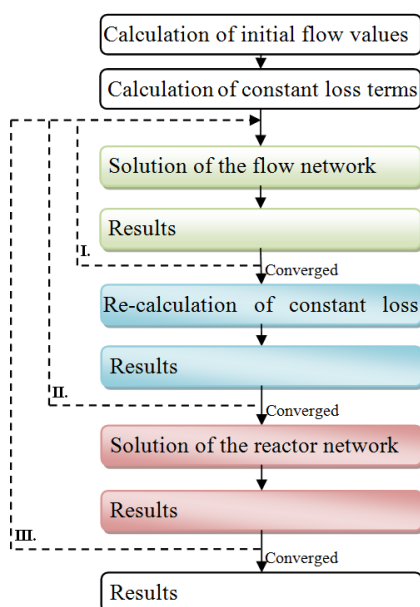 Calculation of initial flow values
Calculation of constant loss terms
Solution of the flow network
Results
I.
Converged
Re-calculation of constant loss
Results
II.
Converged
Solution of the reactor network
Results
III.
Converged
Results